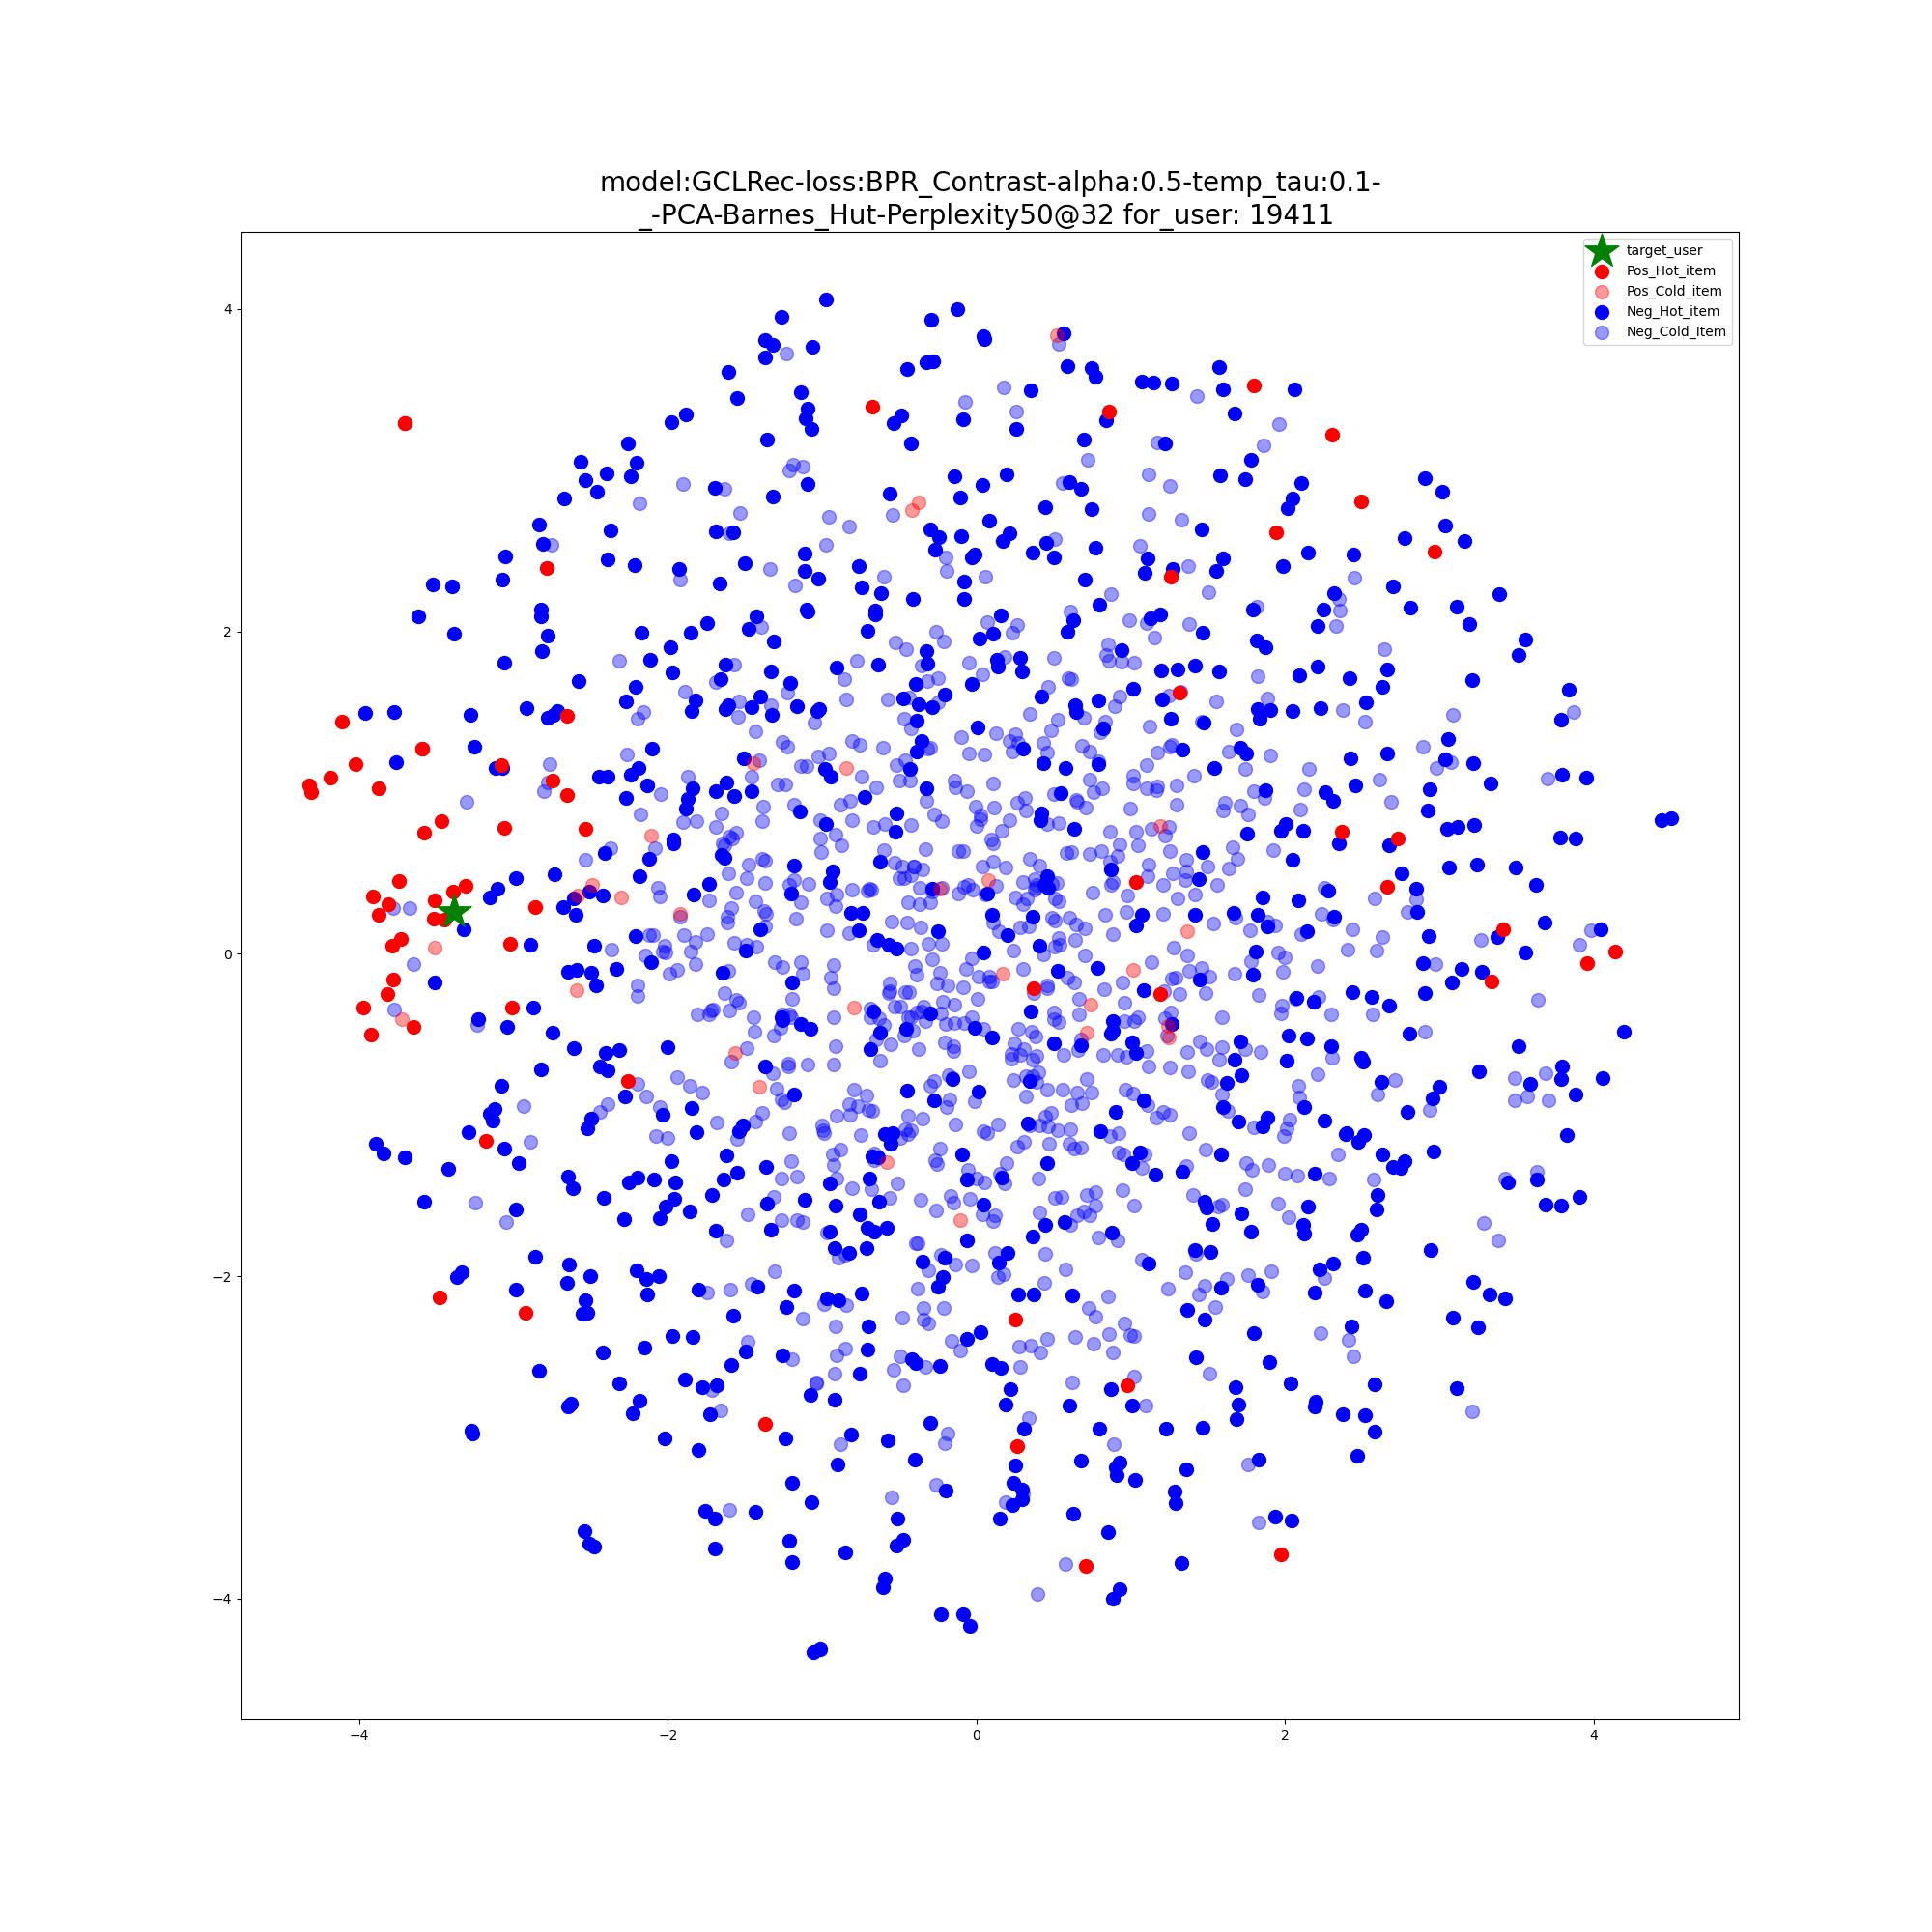 model:GCLRec-loss:BPR_Contrast-alpha:0.5-temp_tau:0.1-
_-PCA-Barnes_Hut-Perplexity50@32 for_user: 19411
target_user
Pos_Hot_item
Pos_Cold_item
Neg_Hot_item
Neg_Cold_Item
4
2
0
−2
−4
−4
−2
0
2
4